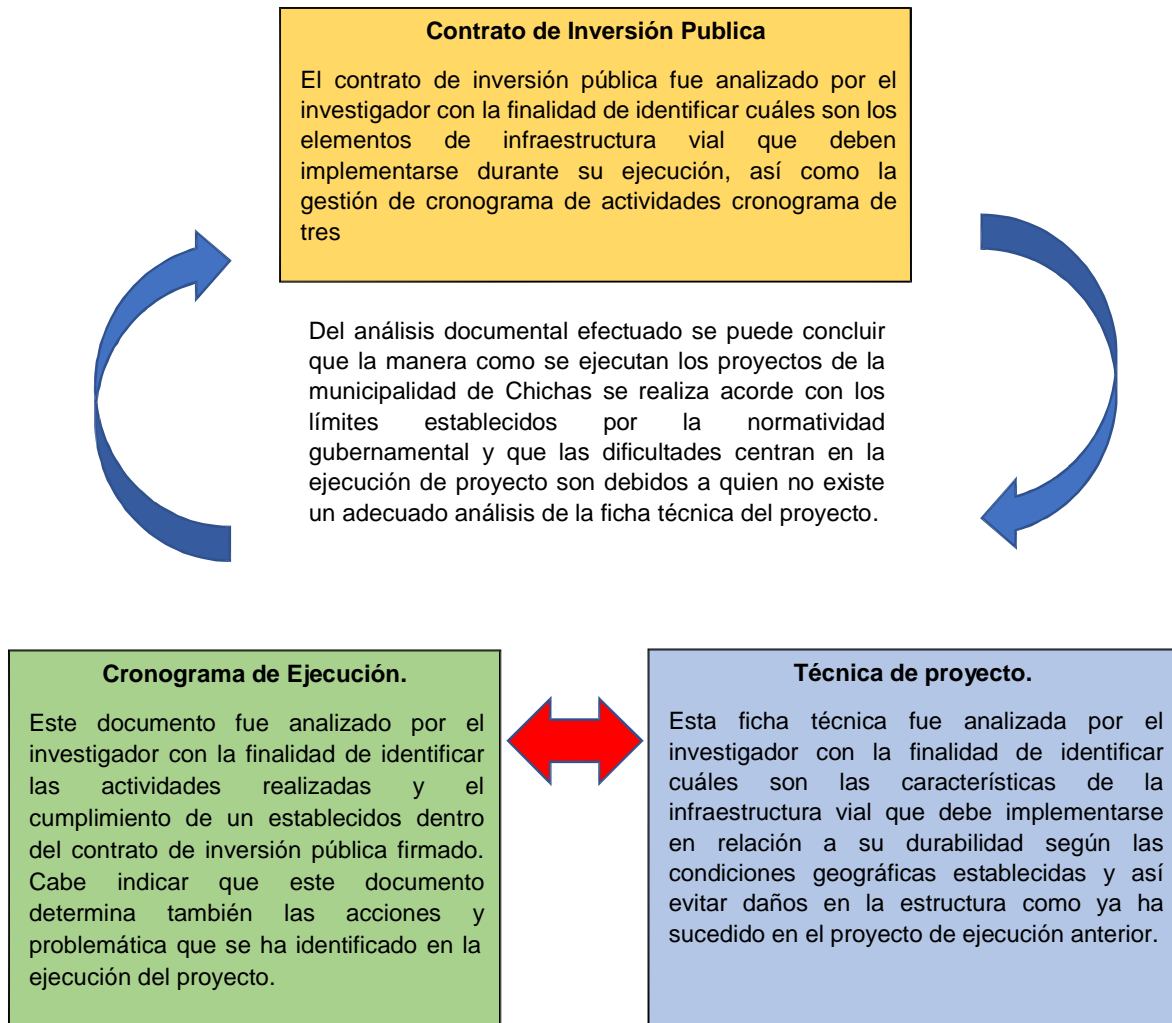 Contrato de Inversión Publica
El contrato de inversión pública fue analizado por el
investigador con la finalidad de identificar cuáles son los
elementos de infraestructura vial que deben
implementarse durante su ejecución, así como la
gestión de cronograma de actividades cronograma de
tres
Del análisis documental efectuado se puede concluir
que la manera como se ejecutan los proyectos de la
municipalidad de Chichas se realiza acorde con los
límites establecidos por la normatividad
gubernamental y que las dificultades centran en la
ejecución de proyecto son debidos a quien no existe
un adecuado análisis de la ficha técnica del proyecto.
Cronograma de Ejecución.
Este documento fue analizado por el
investigador con la finalidad de identificar
las actividades realizadas y el
cumplimiento de un establecidos dentro
del contrato de inversión pública firmado.
Cabe indicar que este documento
determina también las acciones y
problemática que se ha identificado en la
ejecución del proyecto.
Técnica de proyecto.
Esta ficha técnica fue analizada por el
investigador con la finalidad de identificar
cuáles son las características de la
infraestructura vial que debe implementarse
en relación a su durabilidad según las
condiciones geográficas establecidas y así
evitar daños en la estructura como ya ha
sucedido en el proyecto de ejecución anterior.